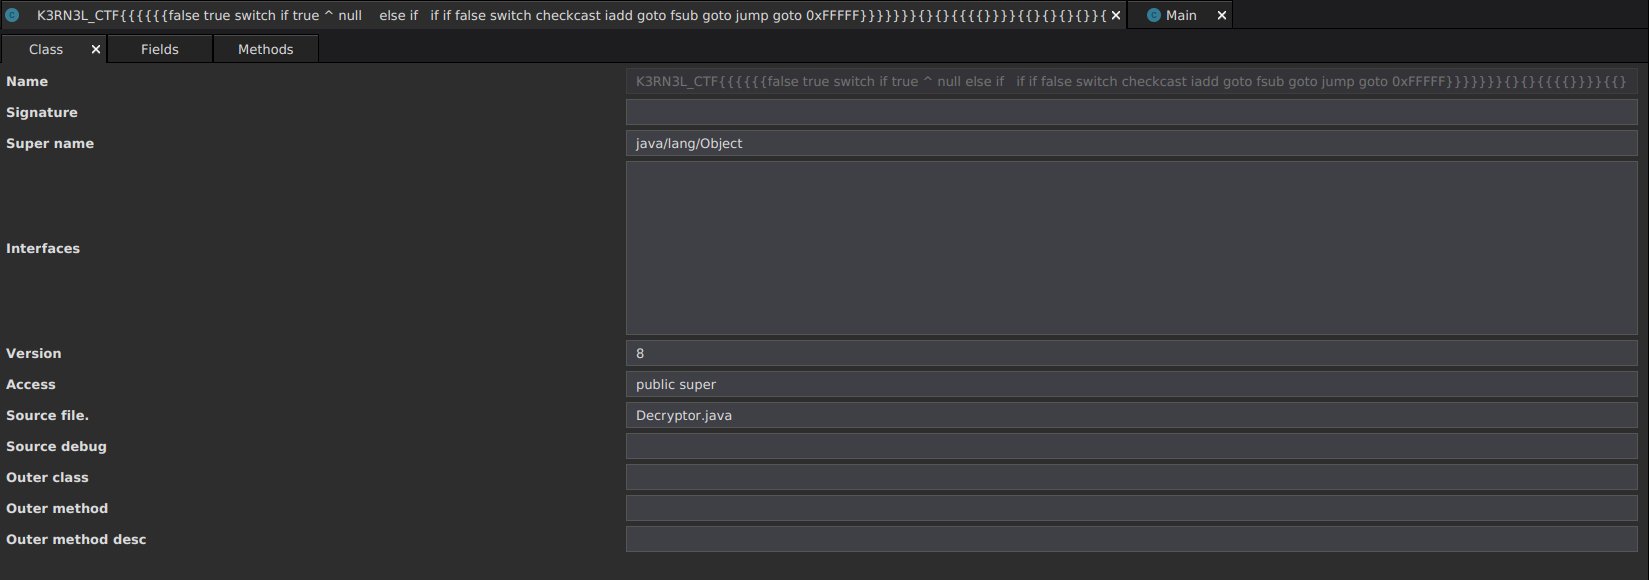 K3RN3L_CTF{{{{{{false true switch if true ^ null    else if   if if false switch checkcast iadd goto fsub goto jump goto 0xFFFFF}}}}}}}{}{}{{{{}}}}{{}{}{}{}}{ Main
Class Fields Methods
Name K3RN3L_CTF{{{{{{false true switch if true ^ null else if   if if false switch checkcast iadd goto fsub goto jump goto 0xFFFFF}}}}}}}{}{}{{{{}}}}{{}
Signature
Super name java/lang/Object
Interfaces
Version 8
Access public super
Source file. Decryptor.java
Source debug
Outer class
Outer method
Outer method desc